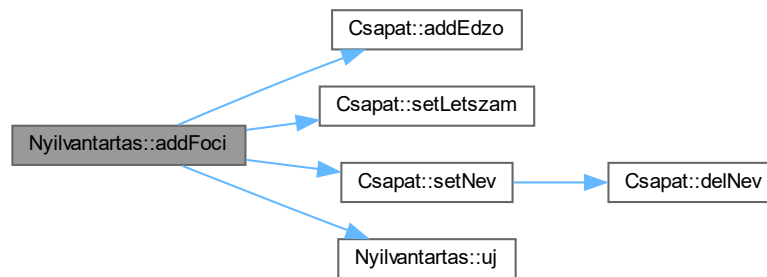 Csapat::addEdzo
Csapat::setLetszam
Nyilvantartas::addFoci
Csapat::setNev
Csapat::delNev
Nyilvantartas::uj